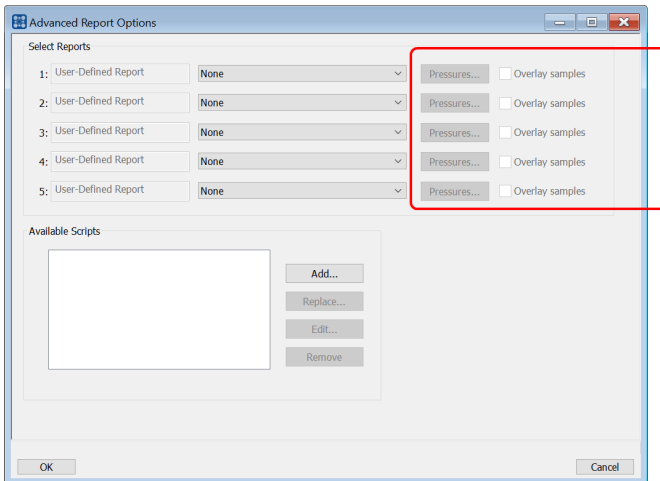 Advanced Report Options
Select Reports
1: User-Defined Report None Pressures... Overlay samples
2: User-Defined Report None Pressures... Overlay samples
3: User-Defined Report None Pressures... Overlay samples
4: User-Defined Report None Pressures... Overlay samples
5: User-Defined Report None Pressures... Overlay samples
Available Scripts
Add...
Replace...
Edit...
Remove
OK Cancel